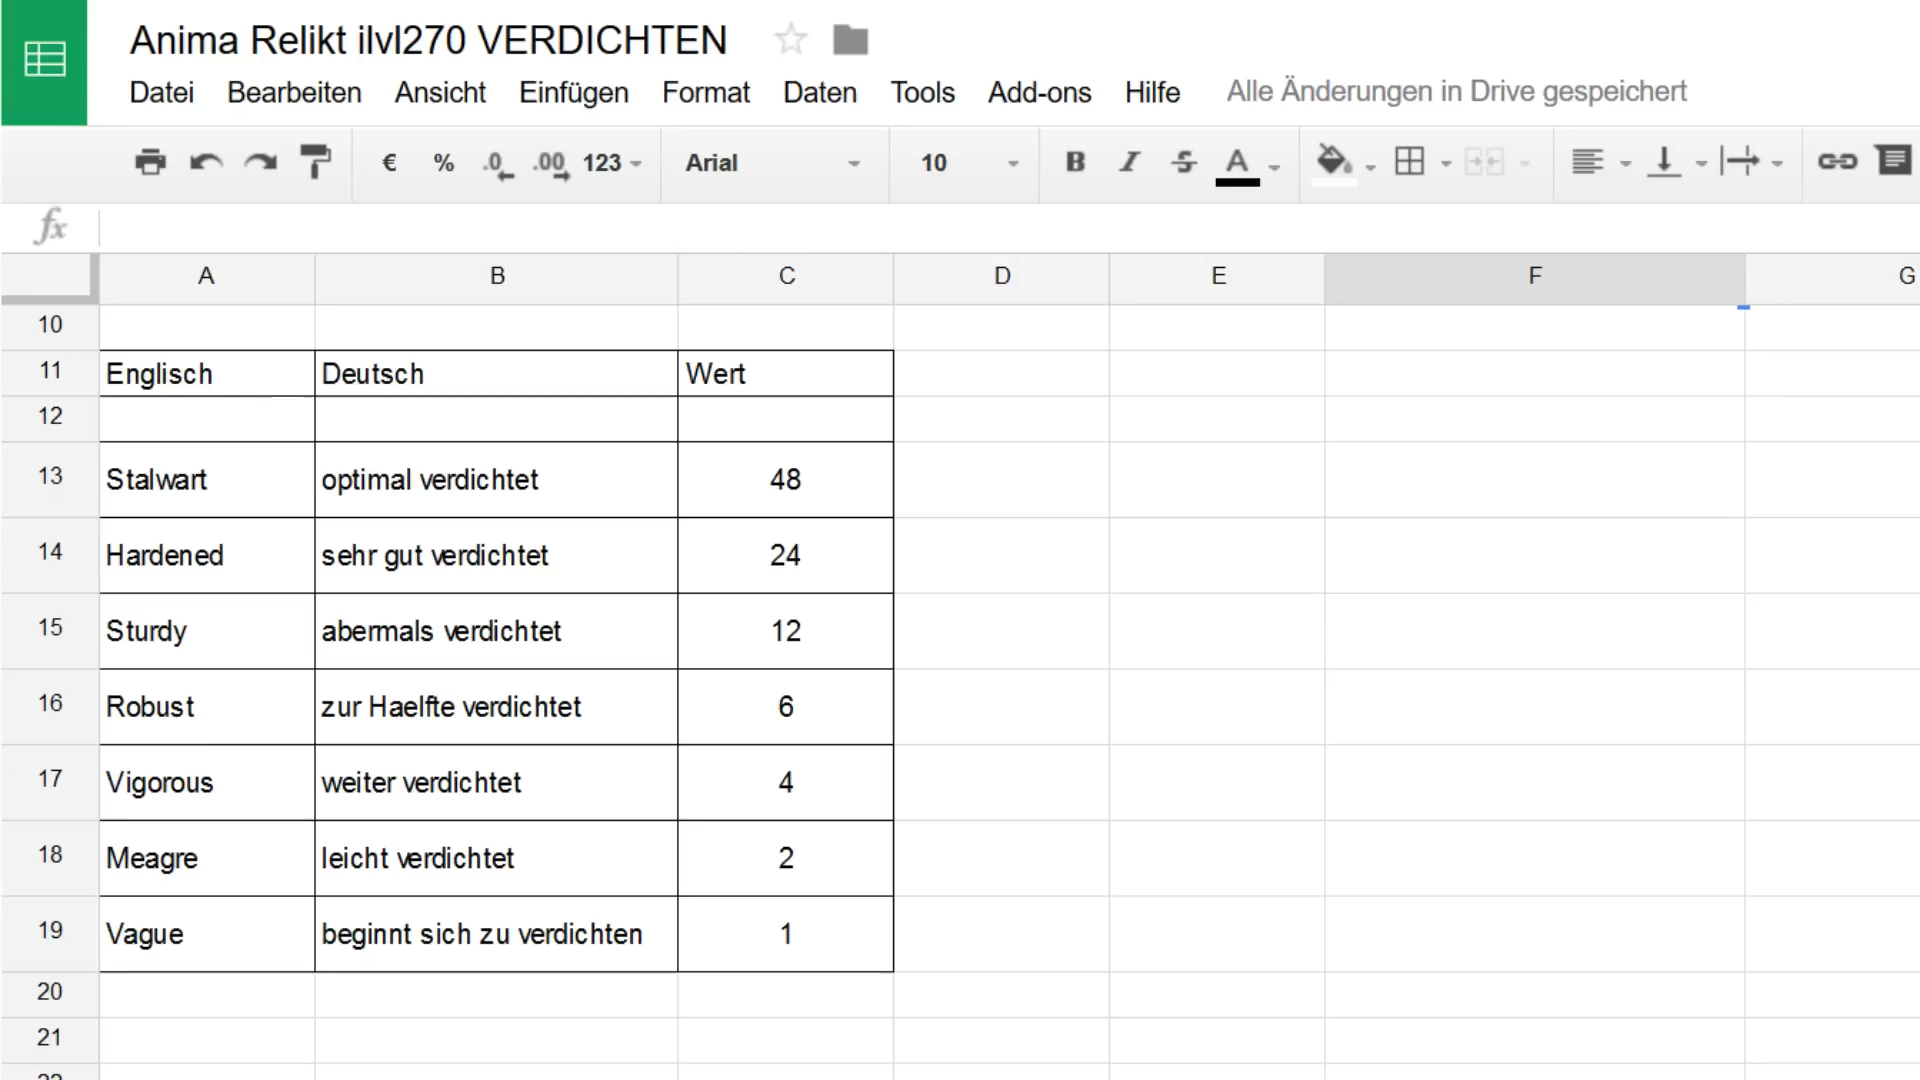 Anima Relikt ilvl270 VERDICHTEN
Datei Bearbeiten Ansicht Einfügen Format Daten Tools Add-ons Hilfe Alle Änderungen in Drive gespeichert
€ % .0 .00 123 Arial 10 B I S A
fx
A B C D E F G
10
11 Englisch Deutsch Wert
12
13 Stalwart optimal verdichtet 48
14 Hardened sehr gut verdichtet 24
15 Sturdy abermals verdichtet 12
16 Robust zur Haelfte verdichtet 6
17 Vigorous weiter verdichtet 4
18 Meagre leicht verdichtet 2
19 Vague beginnt sich zu verdichten 1
20
21